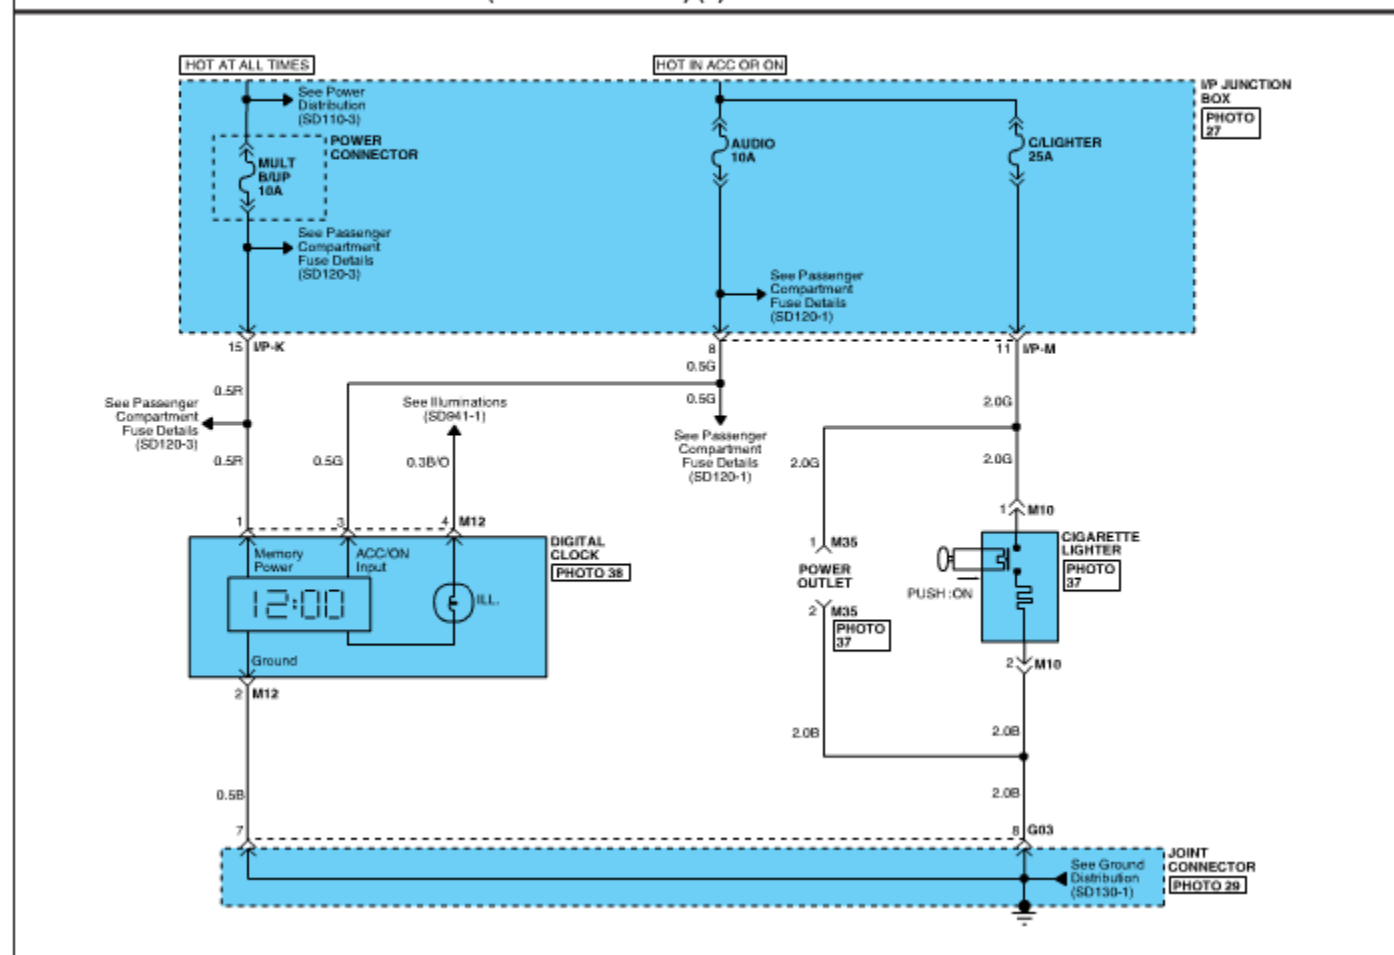 HOT AT ALL TIMES
HOT IN ACC OR ON
I/P JUNCTION
BOX
PHOTO
27
See Power
Distribution
(SD110-3)
POWER
CONNECTOR
MULT
B/UP
10A
AUDIO
10A
C/LIGHTER
25A
See Passenger
Compartment
Fuse Details
(SD120-3)
See Passenger
Compartment
Fuse Details
(SD120-1)
15 I/P-K
8
11 I/P-M
0.5R
0.5G
0.5G
2.0G
See Passenger
Compartment
Fuse Details
(SD120-3)
See Illuminations
(SD941-1)
See Passenger
Compartment
Fuse Details
(SD120-1)
0.5R
0.5G
0.3B/O
2.0G
2.0G
1
3
4 M12
1 M10
DIGITAL
CLOCK
PHOTO 38
Memory
Power
ACC/ON
Input
12:00
ILL.
Ground
2 M12
1 M35
POWER
OUTLET
2 M35
PHOTO
37
CIGARETTE
LIGHTER
PHOTO
37
PUSH : ON
2 M10
2.0B
2.0B
0.5B
2.0B
7
8 G03
JOINT
CONNECTOR
PHOTO 29
See Ground
Distribution
(SD130-1)